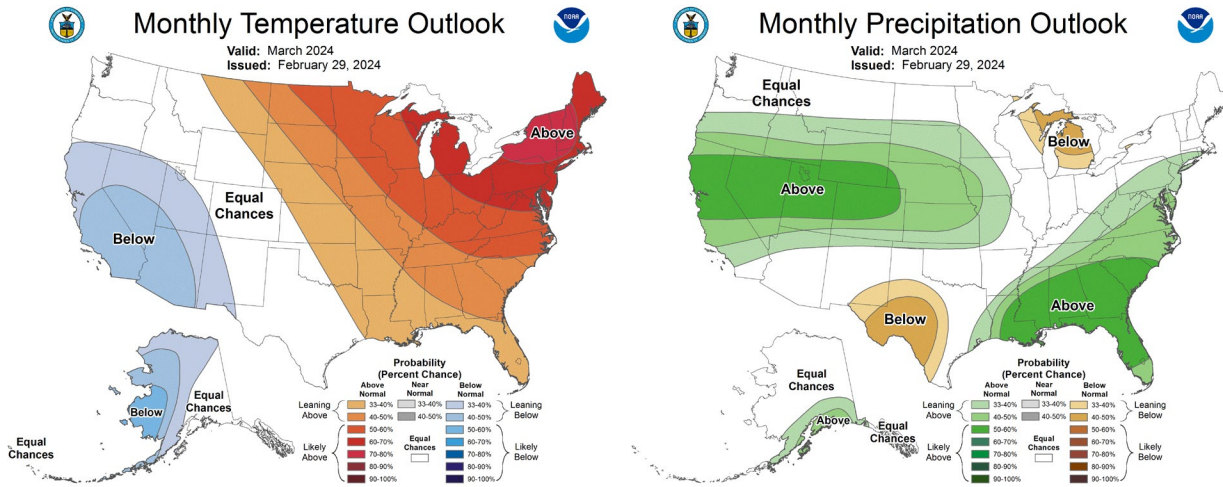 Monthly Temperature Outlook
NOAA
Valid: March 2024
Issued: February 29, 2024
Above
Equal
Chances
Below
Below
Equal
Chances
Equal
Chances
Probability
(Percent Chance)
Above
Normal
Near
Normal
Below
Normal
Leaning
Above
33-40%
33-40%
33-40%
Leaning
Below
40-50%
40-50%
40-50%
Likely
Above
50-60%
50-60%
Likely
Below
60-70%
60-70%
Equal
Chances
70-80%
70-80%
80-90%
80-90%
90-100%
90-100%
Monthly Precipitation Outlook
NOAA
Valid: March 2024
Issued: February 29, 2024
Equal
Chances
Below
Above
Below
Above
Equal
Chances
Above
Equal
Chances
Probability
(Percent Chance)
Above
Normal
Near
Normal
Below
Normal
Leaning
Above
33-40%
33-40%
33-40%
Leaning
Below
40-50%
40-50%
40-50%
Likely
Above
50-60%
50-60%
Likely
Below
60-70%
60-70%
Equal
Chances
70-80%
70-80%
80-90%
80-90%
90-100%
90-100%